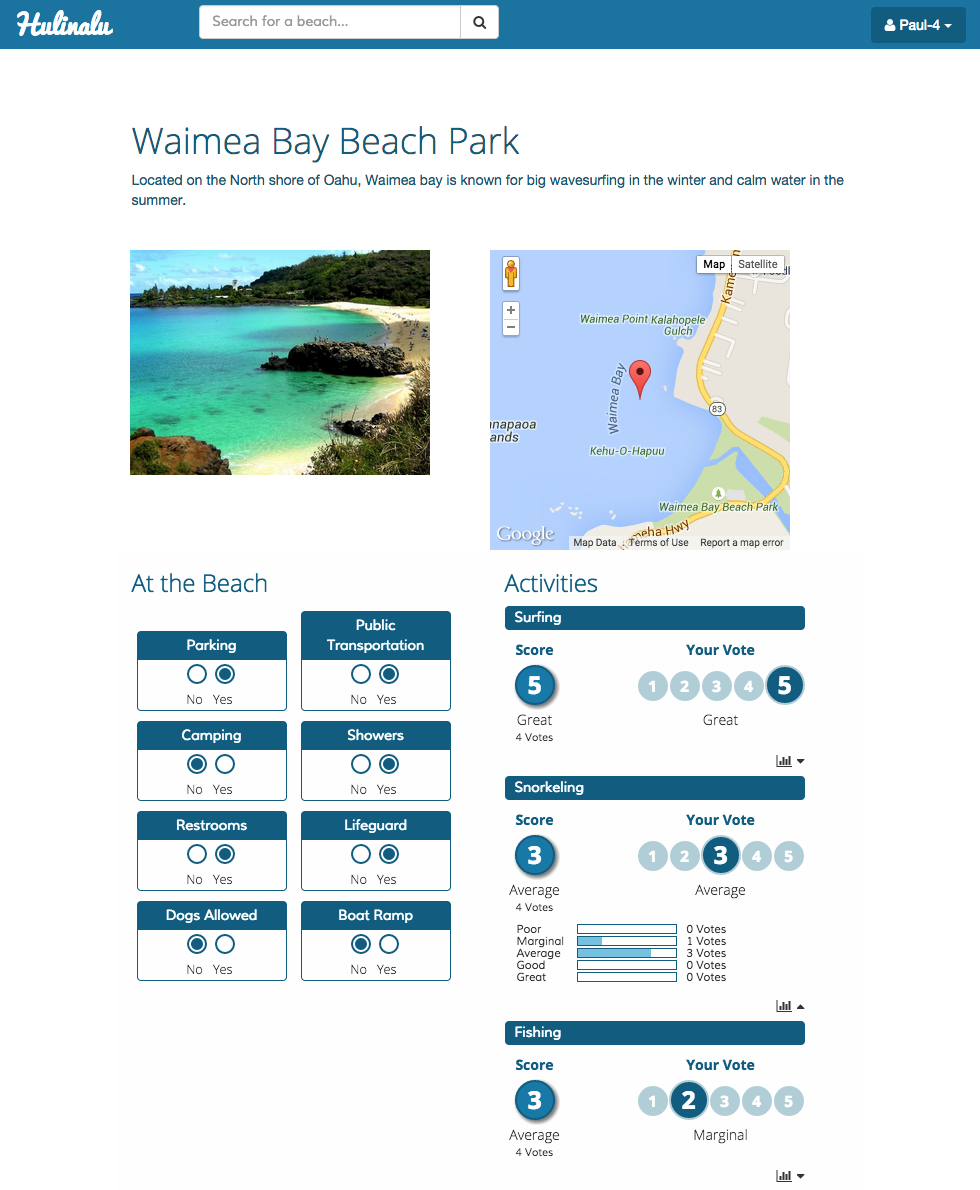 Hulinalu
Search for a beach...
Paul-4
Waimea Bay Beach Park
Located on the North shore of Oahu, Waimea bay is known for big wavesurfing in the winter and calm water in the
summer.
Map Satellite
Waimea Point Kalahopele
Gulch
Waimea Bay
83
Kehu-O-Hapuu
Waimea Bay Beach Park
Google
Map Data Terms of Use Report a map error
At the Beach
Parking
No Yes
Public
Transportation
No Yes
Camping
No Yes
Showers
No Yes
Restrooms
No Yes
Lifeguard
No Yes
Dogs Allowed
No Yes
Boat Ramp
No Yes
Activities
Surfing
Score Your Vote
5 1 2 3 4 5
Great Great
4 Votes
Snorkeling
Score Your Vote
3 1 2 3 4 5
Average Average
4 Votes
Poor 0 Votes
Marginal 1 Votes
Average 3 Votes
Good 0 Votes
Great 0 Votes
Fishing
Score Your Vote
3 1 2 3 4 5
Average Marginal
4 Votes